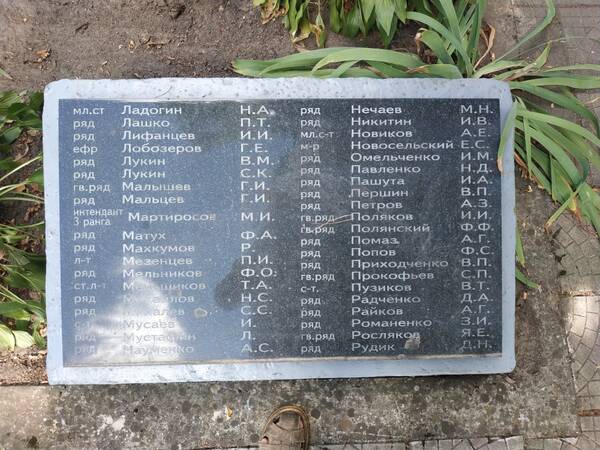 мл.ст Ладогин Н.А.
ряд Лашко П.Т.
ряд Лифанцев И.И.
ефр Лобозеров Г.Е.
ряд Лукин В.М.
ряд Лукин С.К.
гв.ряд Малышев Г.И.
ряд Мальцев Г.И.
интендант 3 ранга Мартиросов М.И.
ряд Матух Ф.А.
ряд Махкумов Р.
л-т Мезенцев П.И.
ряд Мельников Ф.О.
ст.л-т Мельщиков Т.А.
ряд Н.С.
ряд С.С.
Мусаев И.
ряд Л.
ряд Науменко А.С.
ряд Нечаев М.Н.
ряд Никитин И.В.
мл.с-т Новиков А.Е.
м-р Новосельский Е.С.
ряд Омельченко И.М.
ряд Павленко Н.Д.
ряд Пашута И.А.
ряд Першин В.П.
ряд Петров А.З.
гв.ряд Поляков И.И.
гв.ряд Полянский Ф.Ф.
ряд Помаз А.Г.
ряд Попов Ф.С.
ряд Приходченко В.П.
гв.ряд Прокофьев С.П.
с-т. Пузиков В.Т.
ряд Радченко Д.А.
ряд Райков А.Г.
ряд Романенко З.И.
гв.ряд Росляков Я.Е.
ряд Рудик Д.Н.